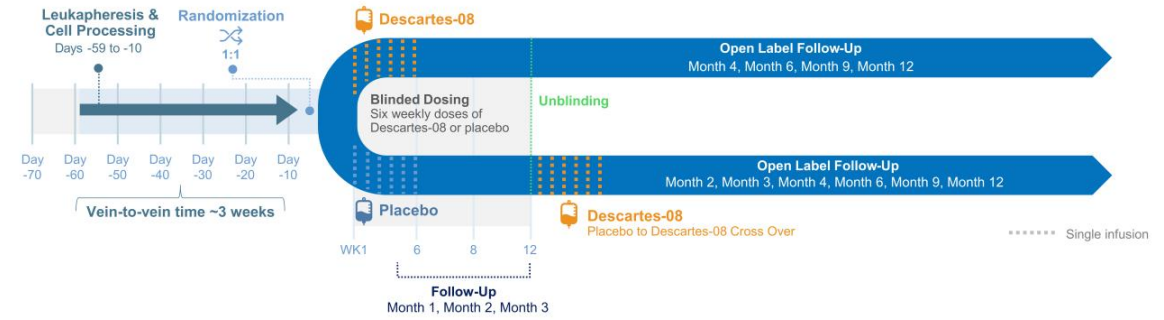 Leukapheresis &
Cell Processing
Days -59 to -10
Randomization
1:1
Descartes-08
Open Label Follow-Up
Month 4, Month 6, Month 9, Month 12
Blinded Dosing
Six weekly doses of
Descartes-08 or placebo
Unblinding
Day
-70
Day
-60
Day
-50
Day
-40
Day
-30
Day
-20
Day
-10
Vein-to-vein time ~3 weeks
Open Label Follow-Up
Month 2, Month 3, Month 4, Month 6, Month 9, Month 12
Placebo
Descartes-08
Placebo to Descartes-08 Cross Over
Single infusion
WK1
6
8
12
Follow-Up
Month 1, Month 2, Month 3